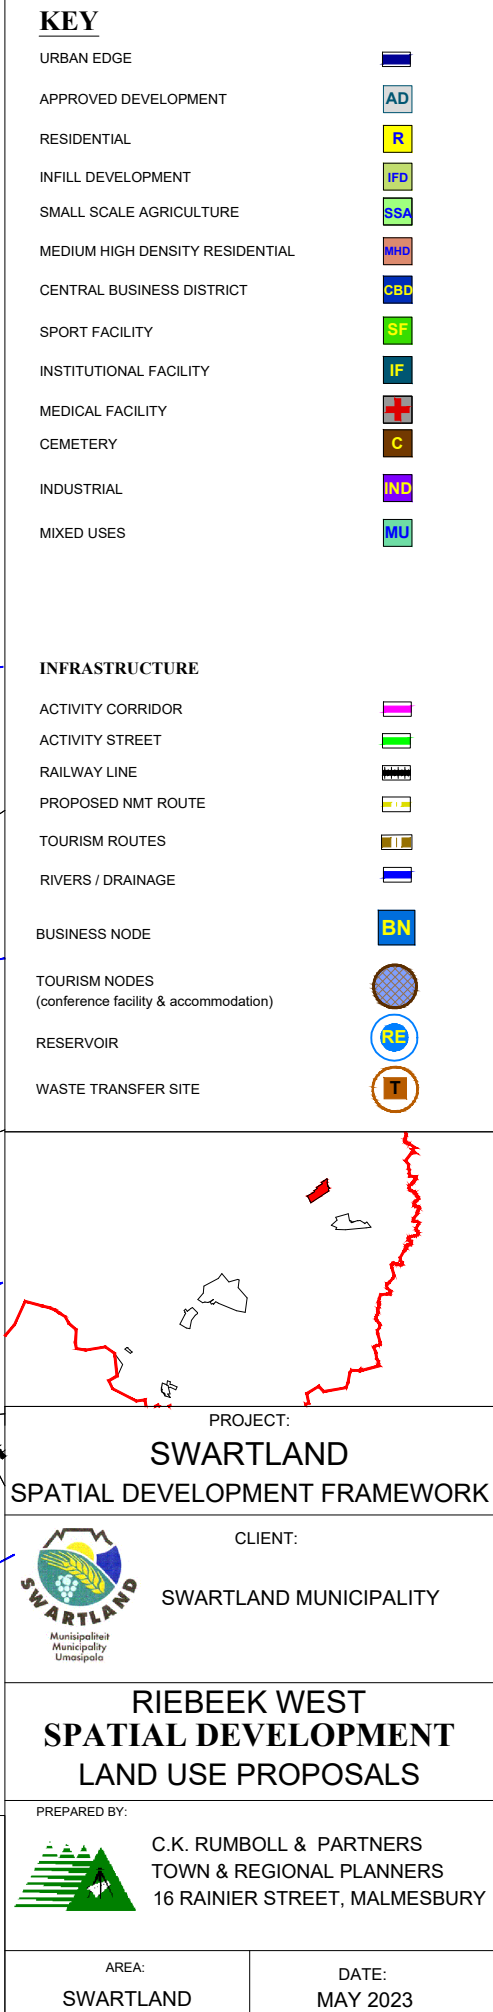 KEY
URBAN EDGE
APPROVED DEVELOPMENT AD
RESIDENTIAL R
INFILL DEVELOPMENT IFD
SMALL SCALE AGRICULTURE SSA
MEDIUM HIGH DENSITY RESIDENTIAL MHD
CENTRAL BUSINESS DISTRICT CBD
SPORT FACILITY SF
INSTITUTIONAL FACILITY IF
MEDICAL FACILITY
CEMETERY C
INDUSTRIAL IND
MIXED USES MU
INFRASTRUCTURE
ACTIVITY CORRIDOR
ACTIVITY STREET
RAILWAY LINE
PROPOSED NMT ROUTE
TOURISM ROUTES
RIVERS / DRAINAGE
BUSINESS NODE BN
TOURISM NODES
(conference facility & accommodation)
RESERVOIR RE
WASTE TRANSFER SITE T
PROJECT:
SWARTLAND
SPATIAL DEVELOPMENT FRAMEWORK
CLIENT:
SWARTLAND MUNICIPALITY
SWARTLAND
Munisipaliteit
Municipality
Umasipala
RIEBEEK WEST
SPATIAL DEVELOPMENT
LAND USE PROPOSALS
PREPARED BY:
C.K. RUMBOLL & PARTNERS
TOWN & REGIONAL PLANNERS
16 RAINIER STREET, MALMESBURY
AREA:
SWARTLAND
DATE:
MAY 2023